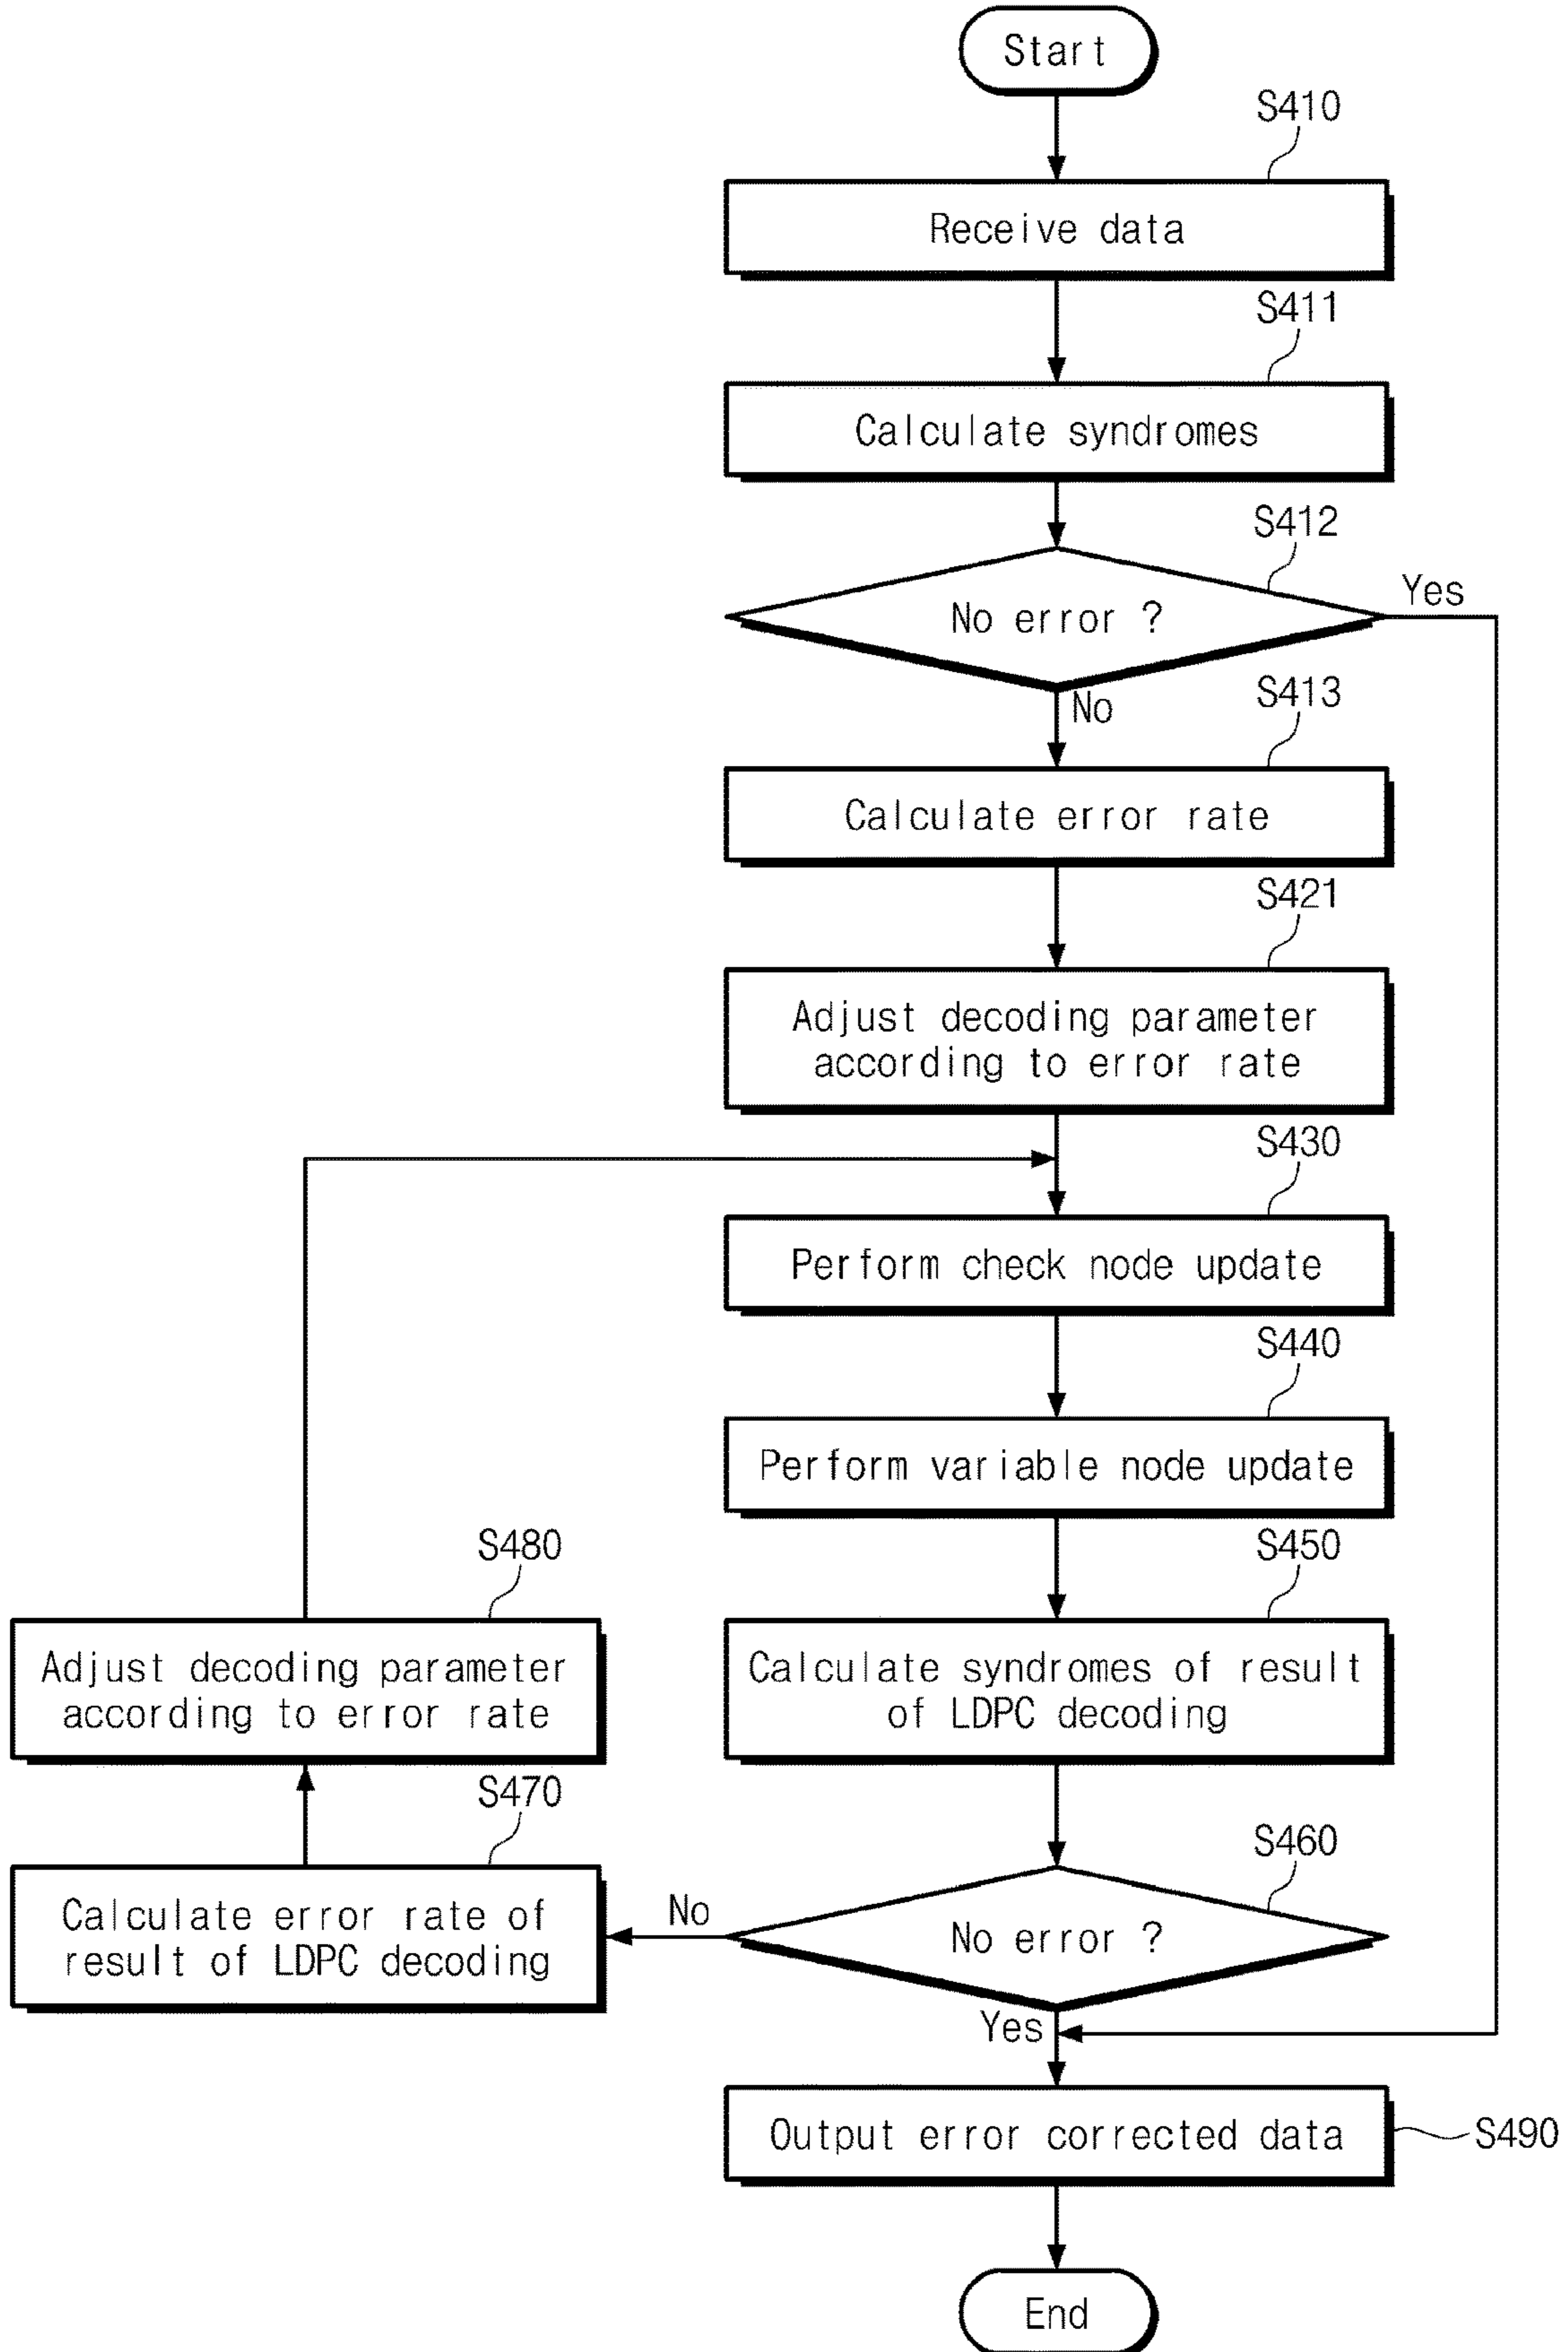 Start
S410
Receive data
S411
Calculate syndromes
S412
No error ?
Yes
No
S413
Calculate error rate
S421
Adjust decoding parameter
according to error rate
S430
Perform check node update
S440
Perform variable node update
S450
Calculate syndromes of result
of LDPC decoding
S460
No error ?
No
S470
Calculate error rate of
result of LDPC decoding
S480
Adjust decoding parameter
according to error rate
Yes
Output error corrected data
S490
End